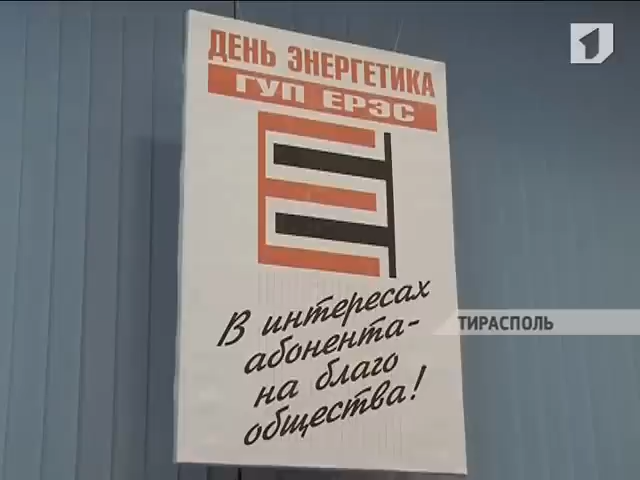 ДЕНЬ ЭНЕРГЕТИКА
ГУП ЕРЭС
В интересах
абонента-
на благо
общества!
ТИРАСПОЛЬ
1